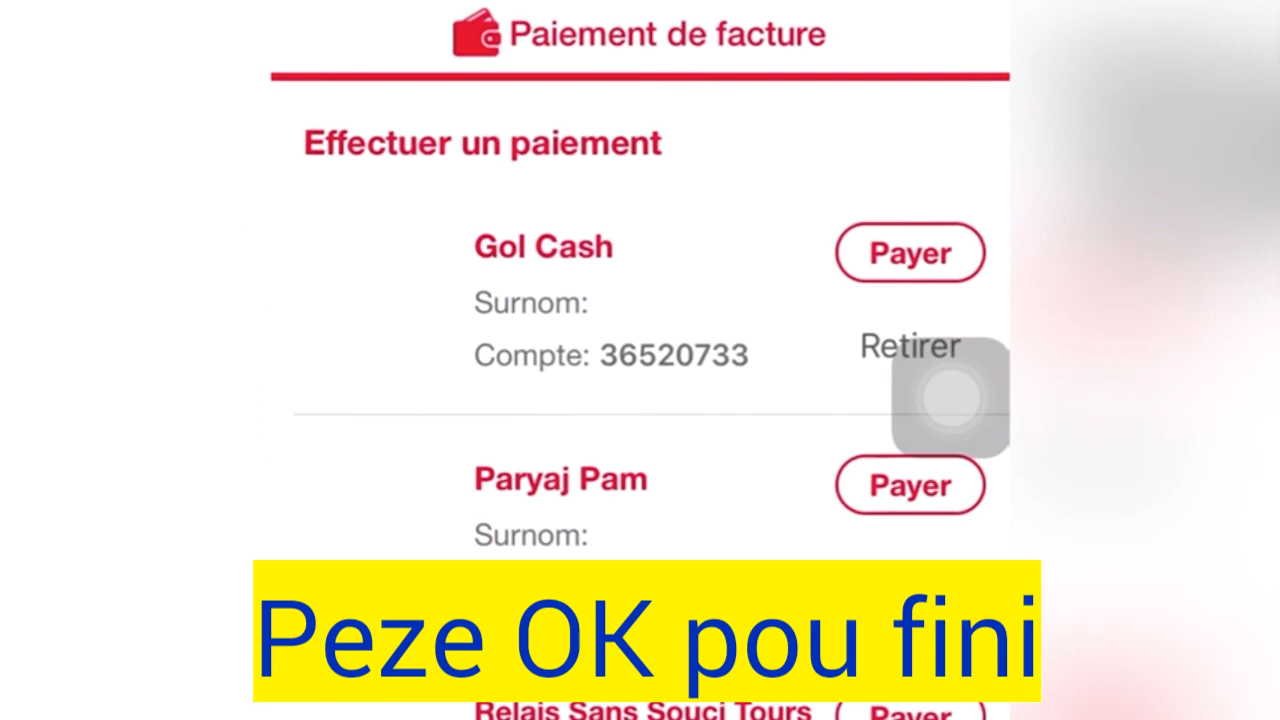 Paiement de facture
Effectuer un paiement
Gol Cash
Payer
Surnom:
Compte: 36520733
Retirer
Paryaj Pam
Payer
Surnom:
Peze OK pou fini
Relais Sans Souci Tours
Payer